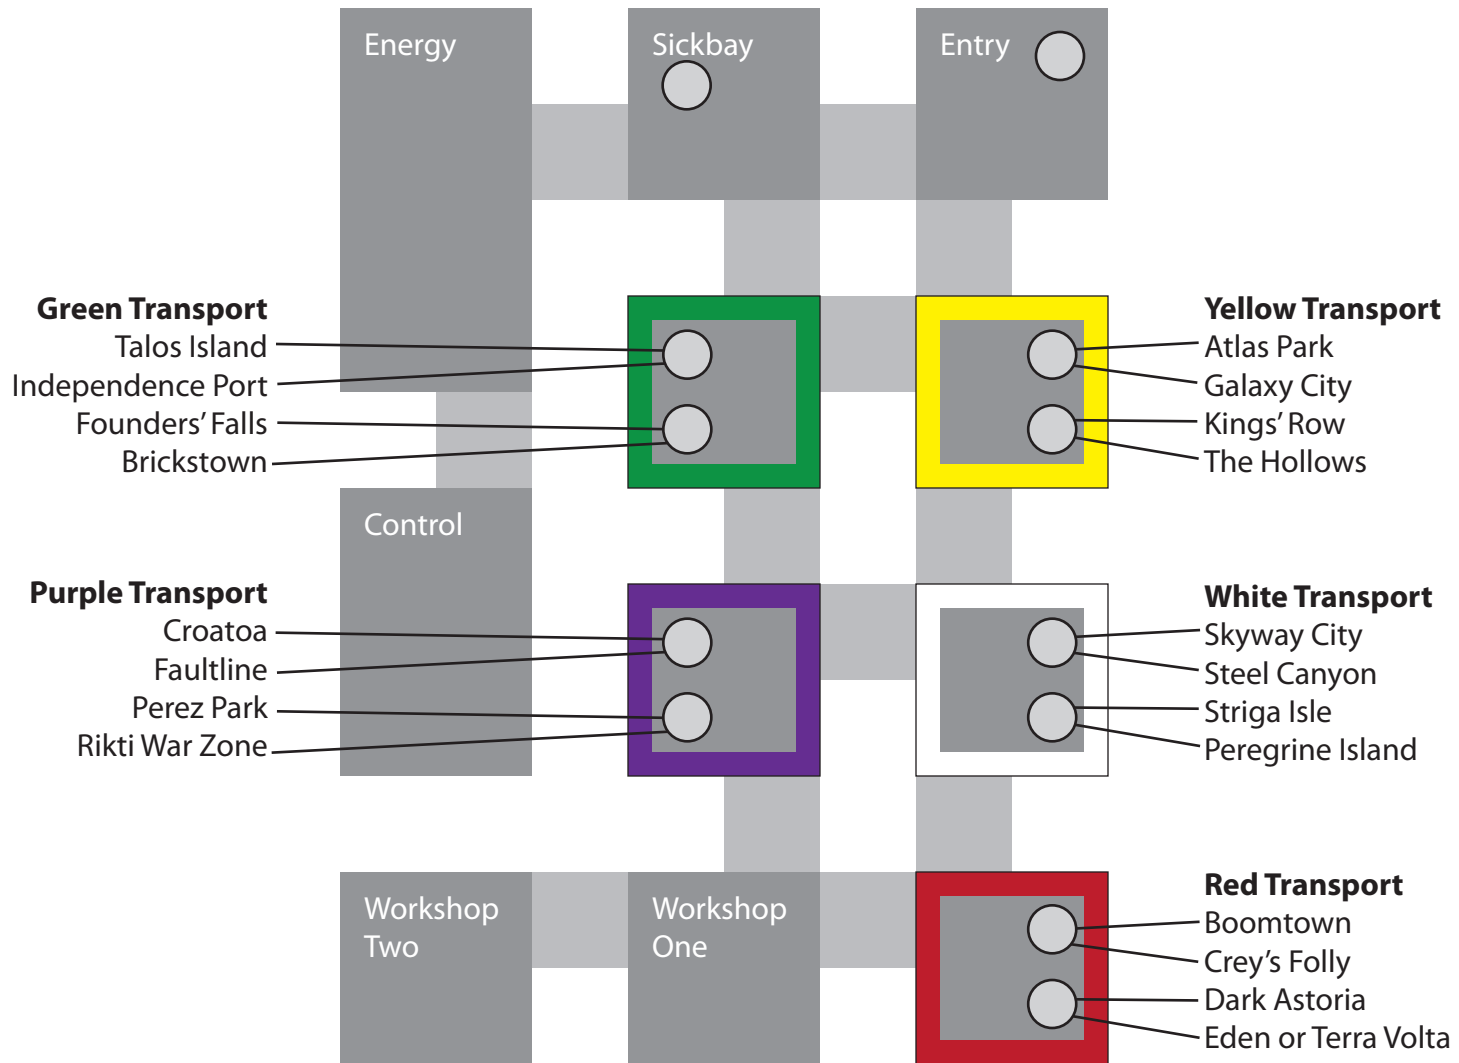 Energy
Sickbay
Entry
Green Transport
Talos Island
Independence Port
Founders’ Falls
Brickstown
Yellow Transport
Atlas Park
Galaxy City
Kings’ Row
The Hollows
Control
Purple Transport
Croatoa
Faultline
Perez Park
Rikti War Zone
White Transport
Skyway City
Steel Canyon
Striga Isle
Peregrine Island
Workshop
Two
Workshop
One
Red Transport
Boomtown
Crey’s Folly
Dark Astoria
Eden or Terra Volta